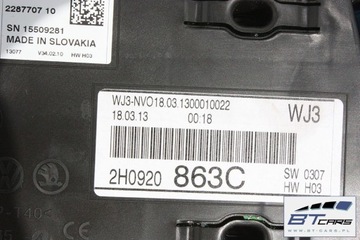 2287707 10
SN 15509281
MADE IN SLOVAKIA
13077 V34.02.10 HW H03
WJ3-NVO18.03.1300010022
WJ3
18.03.13 00:18
2H0920 863C
SW 0307
HW H03
BT CARS
WWW.BTCARS.PL